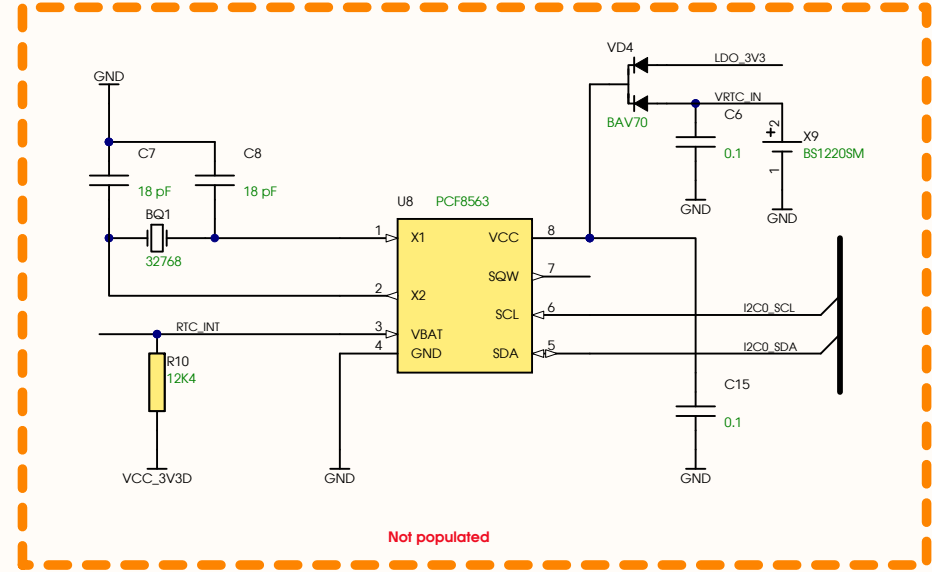 VD4
LDO_3V3
GND
VRTC_IN
C7
C8
BAV70
C6
+2
X9
0.1
BS1220SM
1
18 pF
18 pF
U8 PCF8563
GND
GND
BQ1
32768
1 X1
VCC 8
SQW 7
2 X2
SCL 6
I2C0_SCL
RTC_INT
3 VBAT
4 GND
SDA 5
I2C0_SDA
R10
12K4
C15
0.1
VCC_3V3D
GND
GND
Not populated